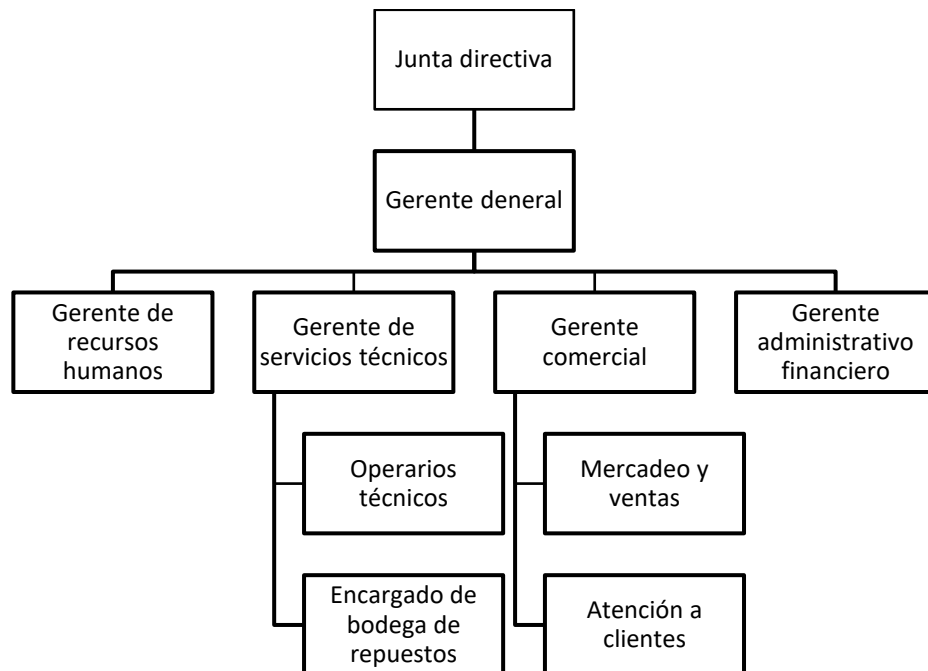 Junta directiva
Gerente deneral
Gerente de
recursos
humanos
Gerente de
servicios técnicos
Gerente
comercial
Gerente
administrativo
financiero
Operarios
técnicos
Mercadeo y
ventas
Encargado de
bodega de
repuestos
Atención a
clientes